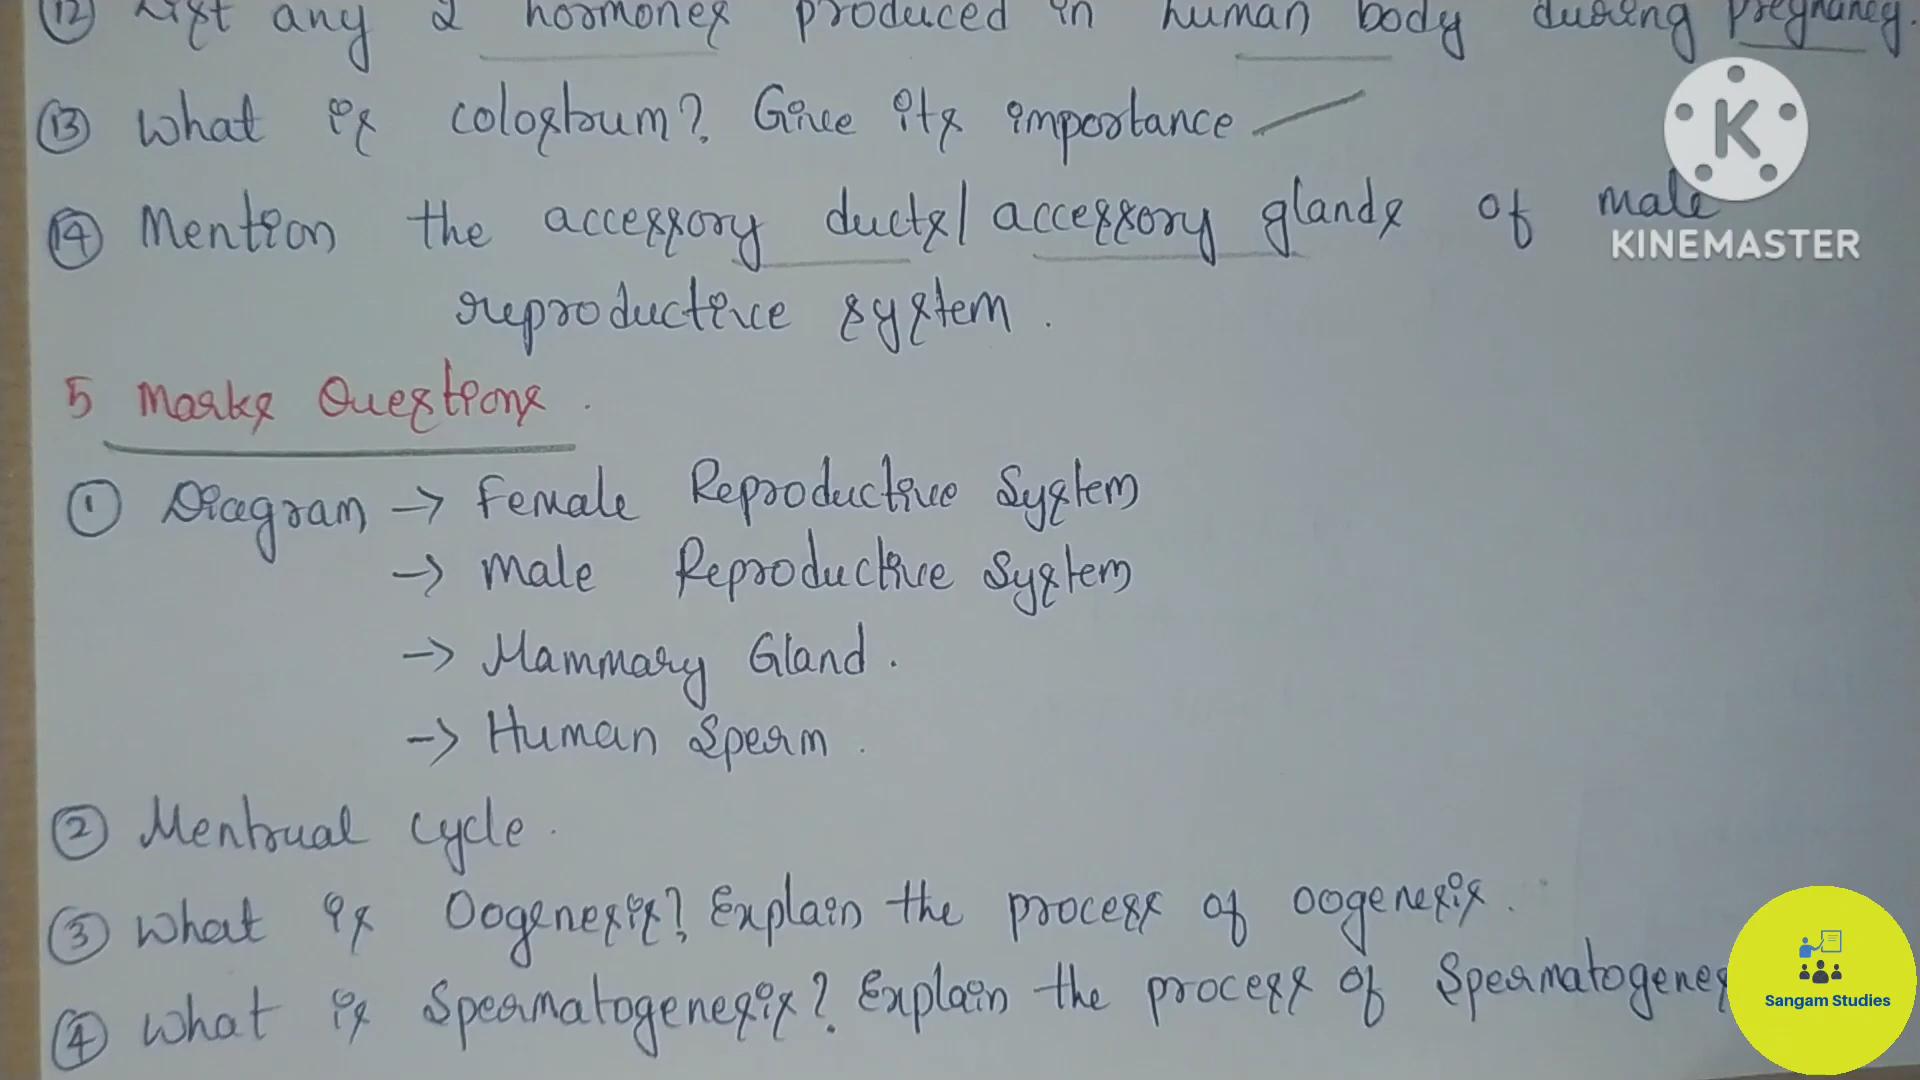 ⑫ List any 2 hormones produced in human body during pregnancy.
⑬ What is colostrum? Give its importance
⑭ Mention the accessory ducts/accessory glands of male
reproductive system.
KINEMASTER
5 Marks Questions.
① Diagram → Female Reproductive System
→ Male Reproductive System
→ Mammary Gland.
→ Human Sperm.
② Mentrual cycle.
③ What is Oogenesis? Explain the process of oogenesis.
④ What is Spermatogenesis? Explain the process of Spermatogenes
Sangam Studies